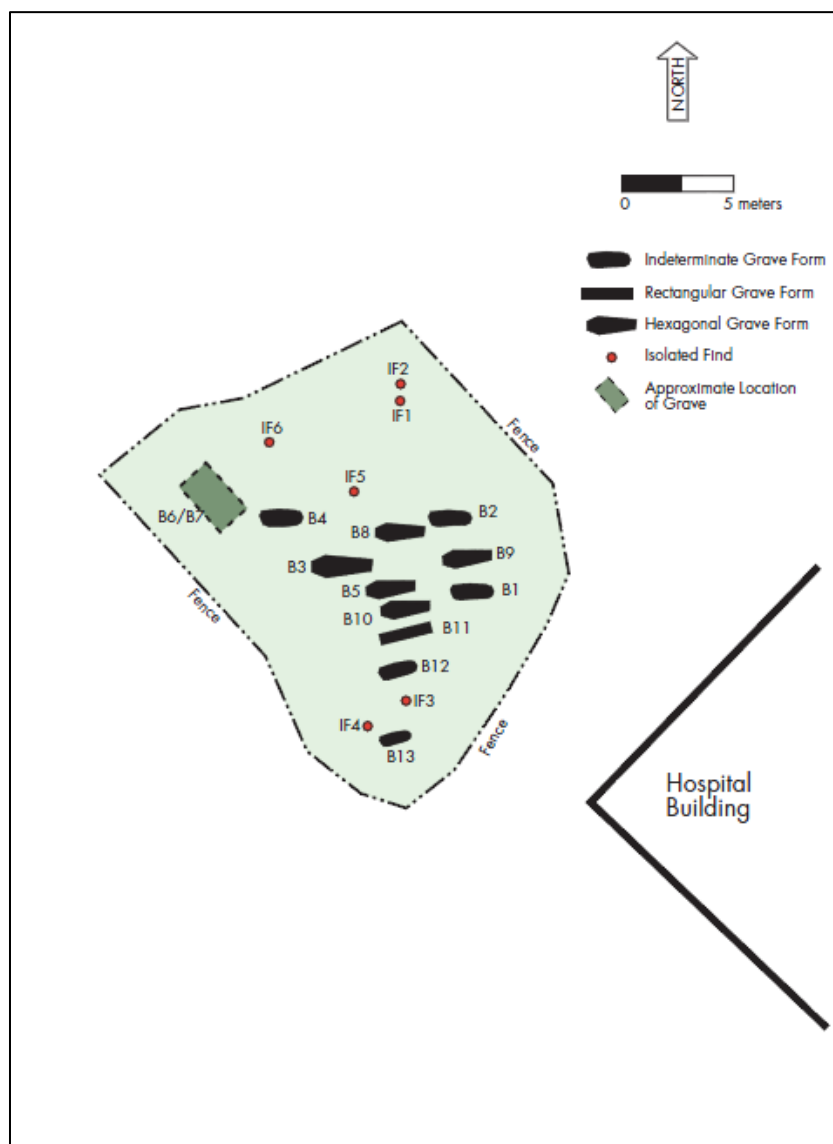 NORTH
0 5 meters
Indeterminate Grave Form
Rectangular Grave Form
Hexagonal Grave Form
Isolated Find
Approximate Location
of Grave
IF2
IF1
Fence
IF6
IF5
B6/B7
B4
B2
B8
B9
B3
B5
B1
Fence
B10
B11
B12
IF3
IF4
Fence
B13
Hospital
Building